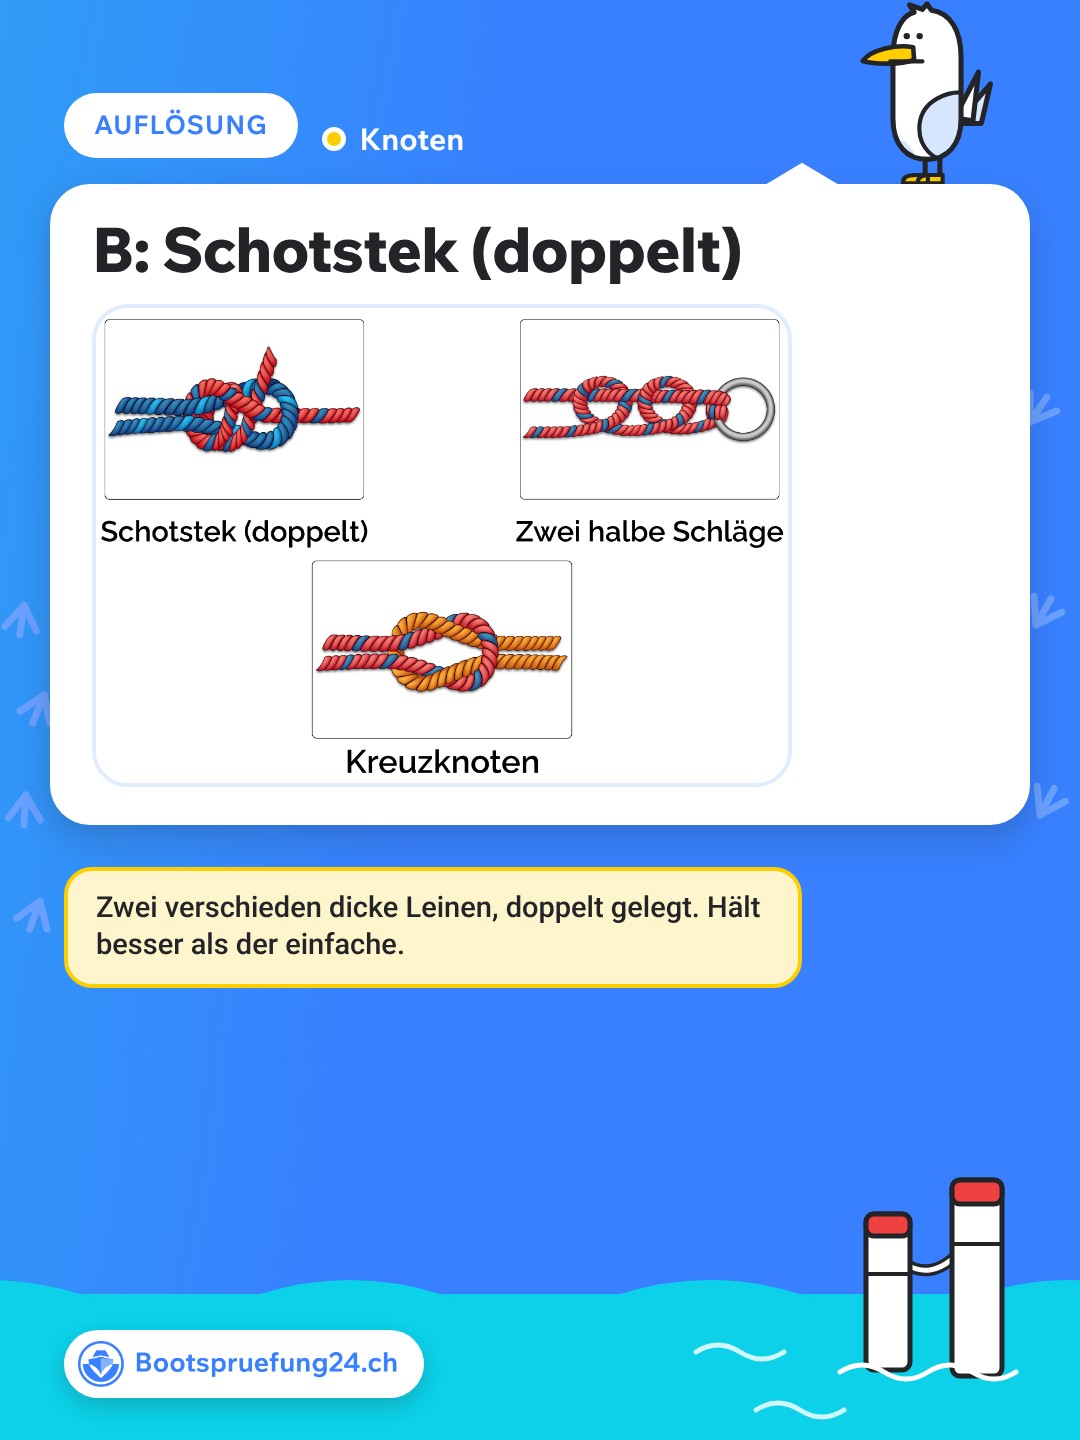 AUFLÖSUNG
Knoten
B: Schotstek (doppelt)
Schotstek (doppelt)
Zwei halbe Schläge
Kreuzknoten
Zwei verschieden dicke Leinen, doppelt gelegt. Hält
besser als der einfache.
Bootspruefung24.ch